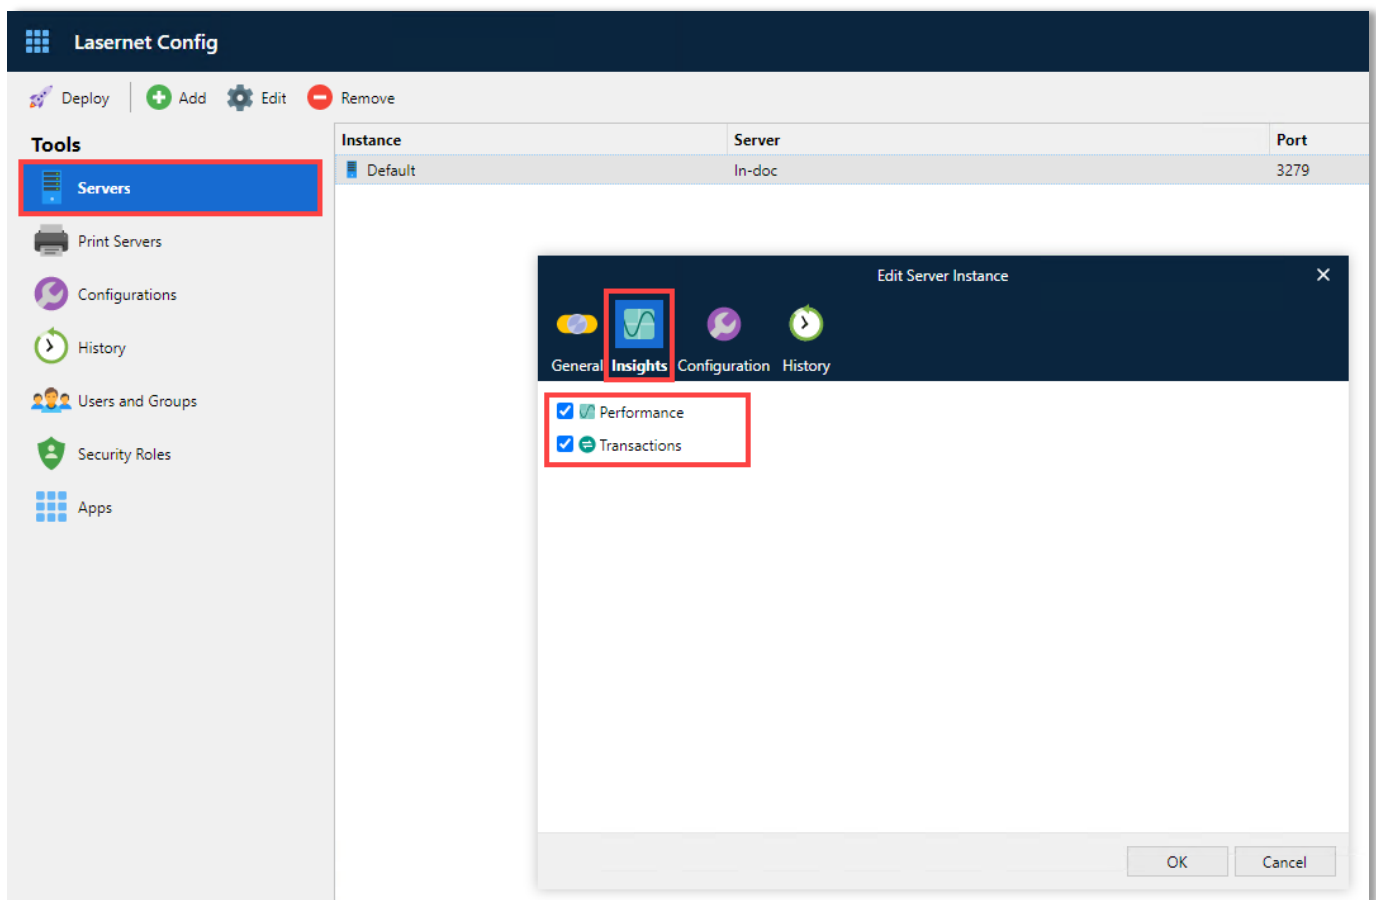 Lasernet Config
Deploy Add Edit Remove
Tools
Servers
Print Servers
Configurations
History
Users and Groups
Security Roles
Apps
Instance Server Port
Default In-doc 3279
Edit Server Instance
General Insights Configuration History
Performance
Transactions
OK Cancel